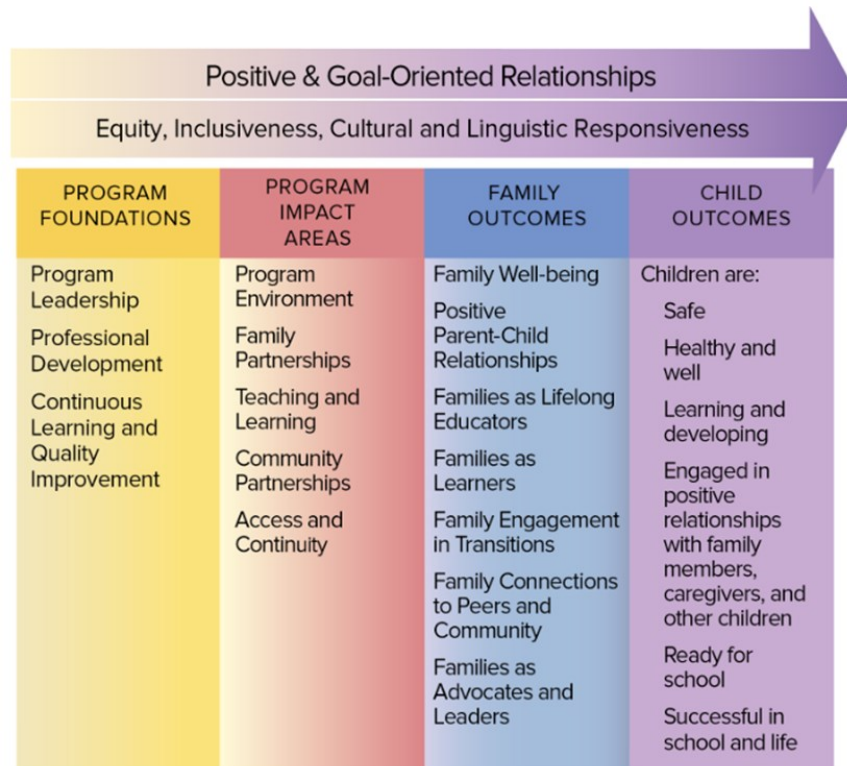 Positive & Goal-Oriented Relationships
Equity, Inclusiveness, Cultural and Linguistic Responsiveness
PROGRAM
FOUNDATIONS
Program
Leadership
Professional
Development
Continuous
Learning and
Quality
Improvement
PROGRAM
IMPACT
AREAS
Program
Environment
Family
Partnerships
Teaching and
Learning
Community
Partnerships
Access and
Continuity
FAMILY
OUTCOMES
Family Well-being
Positive
Parent-Child
Relationships
Families as Lifelong
Educators
Families as
Learners
Family Engagement
in Transitions
Family Connections
to Peers and
Community
Families as
Advocates and
Leaders
CHILD
OUTCOMES
Children are:
Safe
Healthy and
well
Learning and
developing
Engaged in
positive
relationships
with family
members,
caregivers, and
other children
Ready for
school
Successful in
school and life